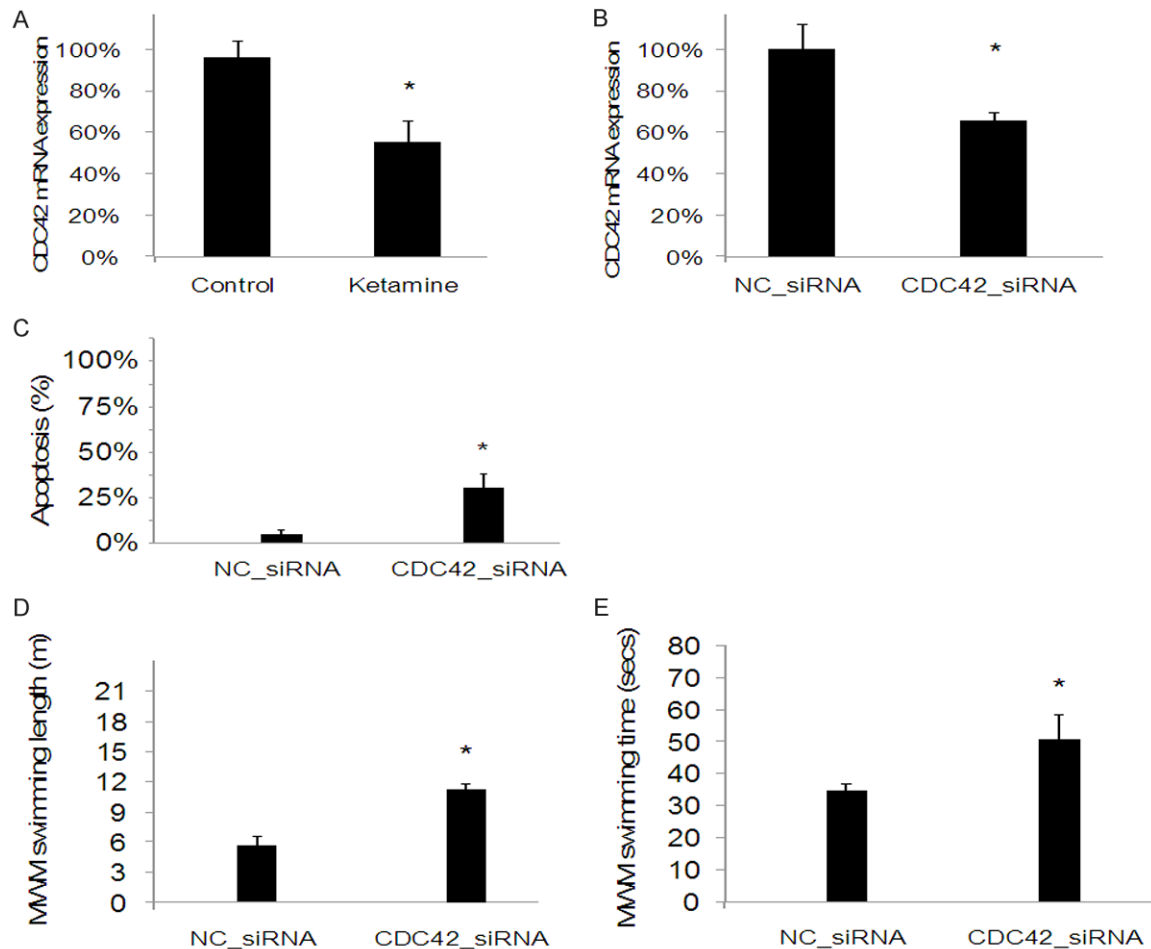 A
CDC42 mRNA expression
100%
80%
60%
40%
20%
0%
*
Control
Ketamine
B
CDC42 mRNA expression
100%
80%
60%
40%
20%
0%
*
NC_siRNA
CDC42_siRNA
C
Apoptosis (%)
100%
75%
50%
25%
0%
*
NC_siRNA
CDC42_siRNA
D
MWM swimming length (m)
21
18
15
12
9
6
3
0
*
NC_siRNA
CDC42_siRNA
E
MWM swimming time (secs)
80
70
60
50
40
30
20
10
0
*
NC_siRNA
CDC42_siRNA